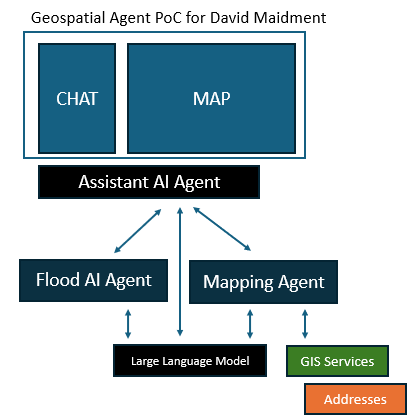 Geospatial Agent PoC for David Maidment
CHAT
MAP
Assistant AI Agent
Flood AI Agent
Mapping Agent
Large Language Model
GIS Services
Addresses